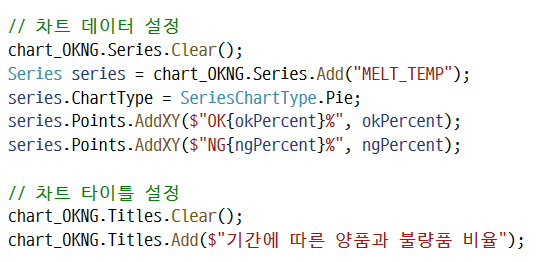 // 차트 데이터 설정
chart_OKNG.Series.Clear();
Series series = chart_OKNG.Series.Add("MELT_TEMP");
series.ChartType = SeriesChartType.Pie;
series.Points.AddXY($"OK{okPercent}%", okPercent);
series.Points.AddXY($"NG{ngPercent}%", ngPercent);
// 차트 타이틀 설정
chart_OKNG.Titles.Clear();
chart_OKNG.Titles.Add($"기간에 따른 양품과 불량품 비율");